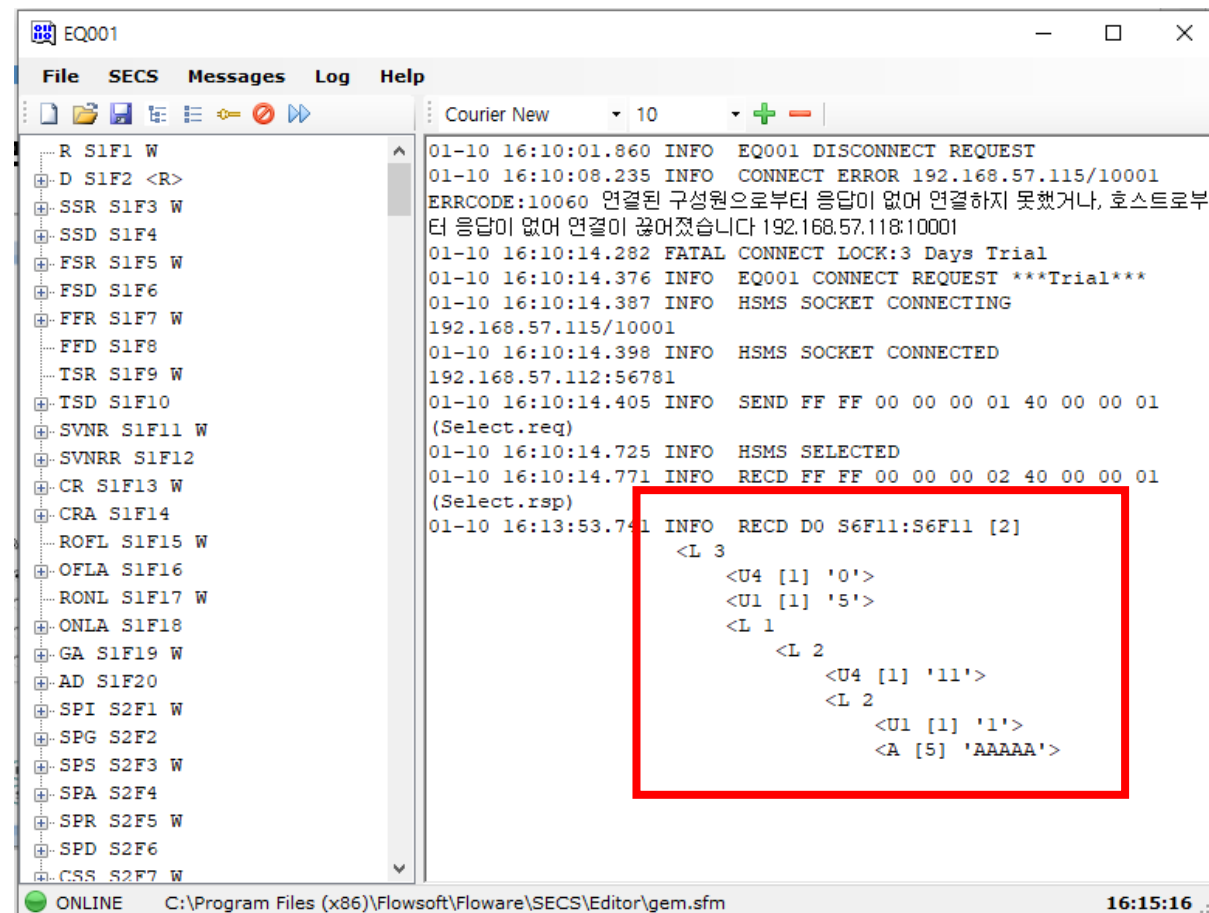 EQ001
File SECS Messages Log Help
Courier New 10
R S1F1 W
D S1F2 <R>
SSR S1F3 W
SSD S1F4
FSR S1F5 W
FSD S1F6
FFR S1F7 W
FFD S1F8
TSR S1F9 W
TSD S1F10
SVNR S1F11 W
SVNRR S1F12
CR S1F13 W
CRA S1F14
ROFL S1F15 W
OFLA S1F16
RONL S1F17 W
ONLA S1F18
GA S1F19 W
AD S1F20
SPI S2F1 W
SPG S2F2
SPS S2F3 W
SPA S2F4
SPR S2F5 W
SPD S2F6
CSS S2F7 W
01-10 16:10:01.860 INFO EQ001 DISCONNECT REQUEST
01-10 16:10:08.235 INFO CONNECT ERROR 192.168.57.115/10001
ERRCODE:10060 연결된 구성원으로부터 응답이 없어 연결하지 못했거나, 호스트로부
터 응답이 없어 연결이 끊어졌습니다 192.168.57.118:10001
01-10 16:10:14.282 FATAL CONNECT LOCK:3 Days Trial
01-10 16:10:14.376 INFO EQ001 CONNECT REQUEST ***Trial***
01-10 16:10:14.387 INFO HSMS SOCKET CONNECTING
192.168.57.115/10001
01-10 16:10:14.398 INFO HSMS SOCKET CONNECTED
192.168.57.112:56781
01-10 16:10:14.405 INFO SEND FF FF 00 00 00 01 40 00 00 01
(Select.req)
01-10 16:10:14.725 INFO HSMS SELECTED
01-10 16:10:14.771 INFO RECD FF FF 00 00 00 02 40 00 00 01
(Select.rsp)
01-10 16:13:53.741 INFO RECD D0 S6F11:S6F11 [2]
<L 3
<U4 [1] '0'>
<U1 [1] '5'>
<L 1
<L 2
<U4 [1] '11'>
<L 2
<U1 [1] '1'>
<A [5] 'AAAAA'>
ONLINE C:\Program Files (x86)\Flowsoft\Floware\SECS\Editor\gem.sfm 16:15:16